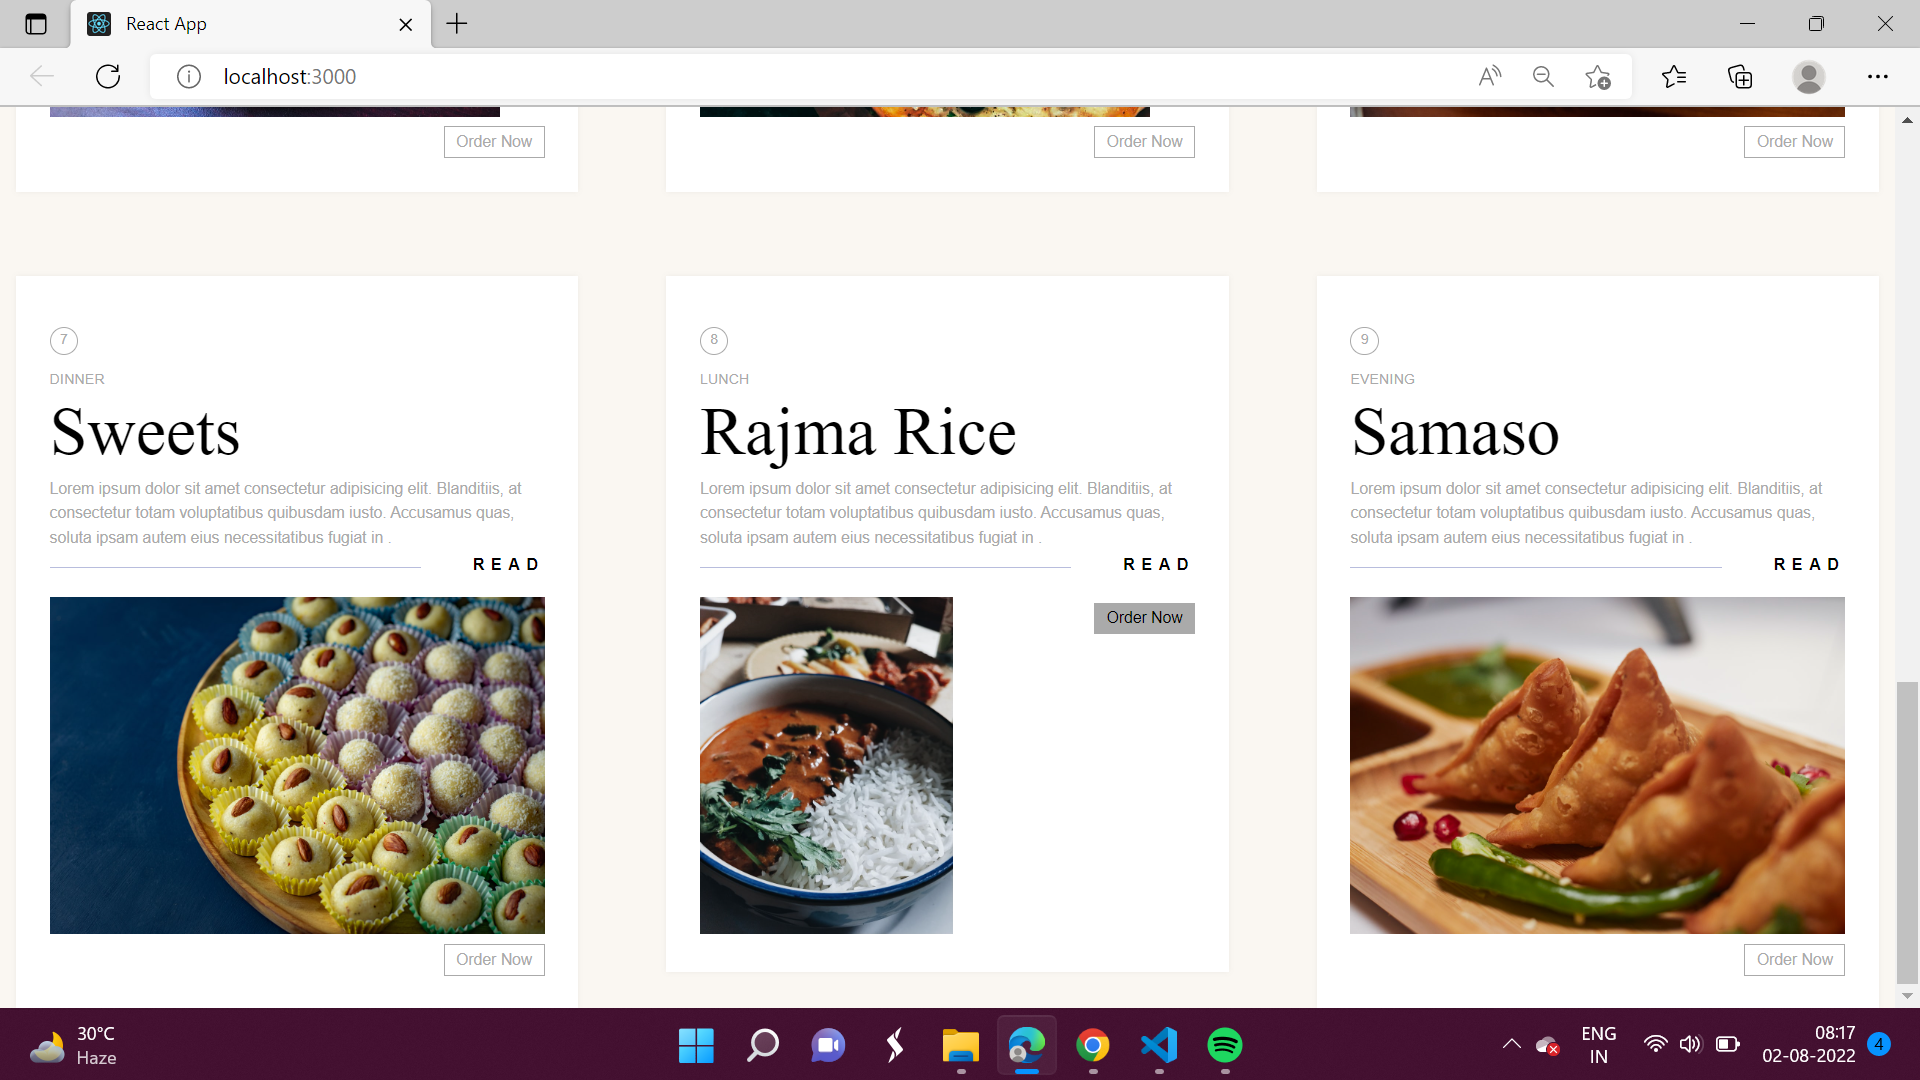 React App
localhost:3000
Order Now
Order Now
Order Now
7
DINNER
Sweets
Lorem ipsum dolor sit amet consectetur adipisicing elit. Blanditiis, at
consectetur totam voluptatibus quibusdam iusto. Accusamus quas,
soluta ipsam autem eius necessitatibus fugiat in .
READ
Order Now
8
LUNCH
Rajma Rice
Lorem ipsum dolor sit amet consectetur adipisicing elit. Blanditiis, at
consectetur totam voluptatibus quibusdam iusto. Accusamus quas,
soluta ipsam autem eius necessitatibus fugiat in .
READ
Order Now
9
EVENING
Samaso
Lorem ipsum dolor sit amet consectetur adipisicing elit. Blanditiis, at
consectetur totam voluptatibus quibusdam iusto. Accusamus quas,
soluta ipsam autem eius necessitatibus fugiat in .
READ
Order Now
30°C
Haze
ENG
IN
08:17
02-08-2022
4